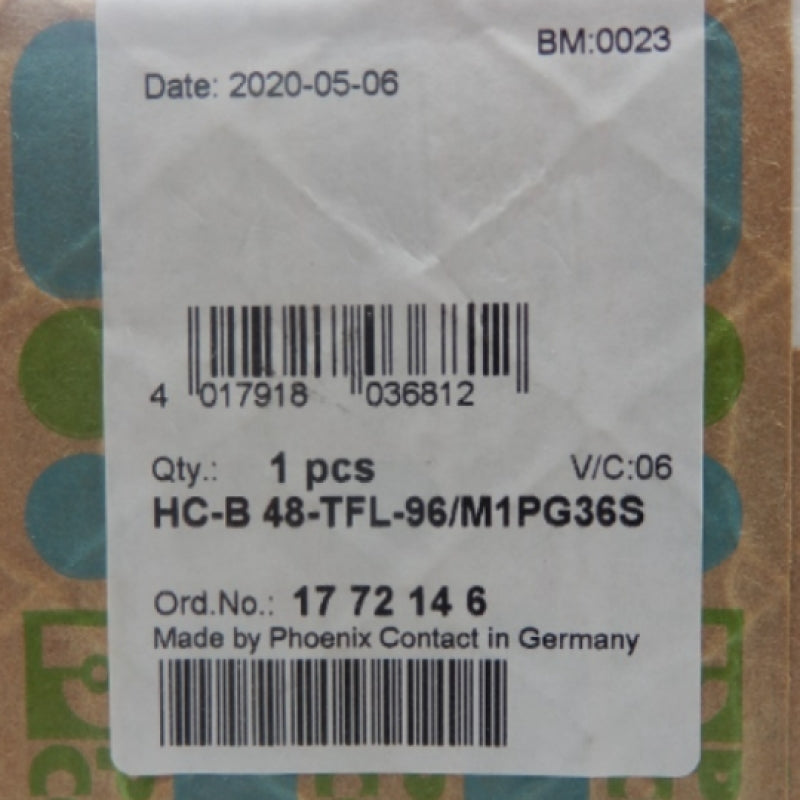 BM:0023
Date: 2020-05-06
4 017918 036812
Qty.: 1 pcs V/C:06
HC-B 48-TFL-96/M1PG36S
Ord.No.: 17 72 14 6
Made by Phoenix Contact in Germany